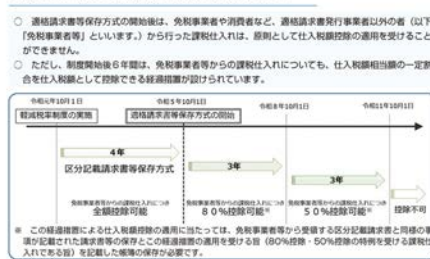 ○ 適格請求書等保存方式の開始後は、免税事業者や消費者など、適格請求書発行事業者以外の者（以下
「免税事業者等」といいます。）から行った課税仕入れは、原則として仕入税額控除の適用を受けること
ができません。
○ ただし、制度開始後６年間は、免税事業者等からの課税仕入れについても、仕入税額相当額の一定割
合を仕入税額として控除できる経過措置が設けられています。
令和元年10月１日 令和５年10月1日 令和８年10月1日 令和11年10月1日
軽減税率制度の実施 適格請求書等保存方式の開始
４年
区分記載請求書等保存方式 3年
3年
免税事業者等からの課税仕入れにつき 免税事業者等からの課税仕入れにつき 免税事業者等からの課税仕入れにつき
全額控除可能 ８０％控除可能※ ５０％控除可能※ 控除不可
※ この経過措置による仕入税額控除の適用に当たっては、免税事業者等から受領する区分記載請求書と同様の事
項が記載された請求書等の保存とこの経過措置の適用を受ける旨（80％控除・50％控除の特例を受ける課税仕
入れである旨）を記載した帳簿の保存が必要です。